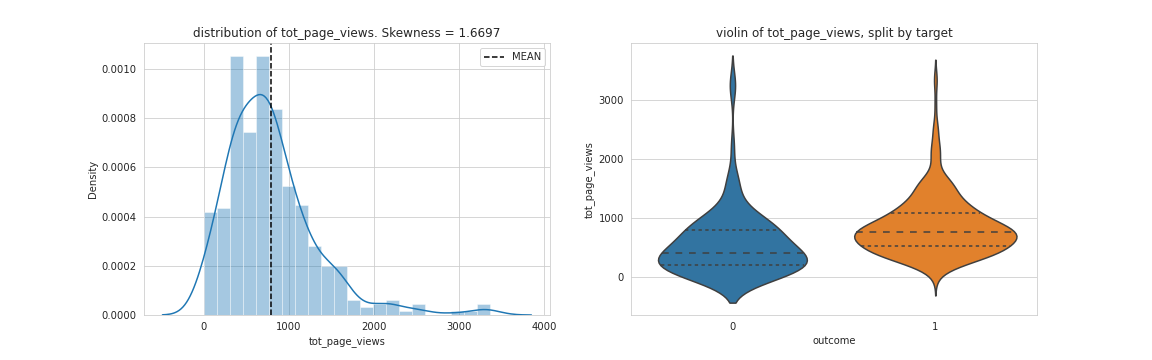 distribution of tot_page_views. Skewness = 1.6697
MEAN
0.0010
0.0008
0.0006
0.0004
0.0002
0.0000
Density
0
1000
2000
3000
4000
tot_page_views
violin of tot_page_views, split by target
3000
2000
1000
0
tot_page_views
0
1
outcome